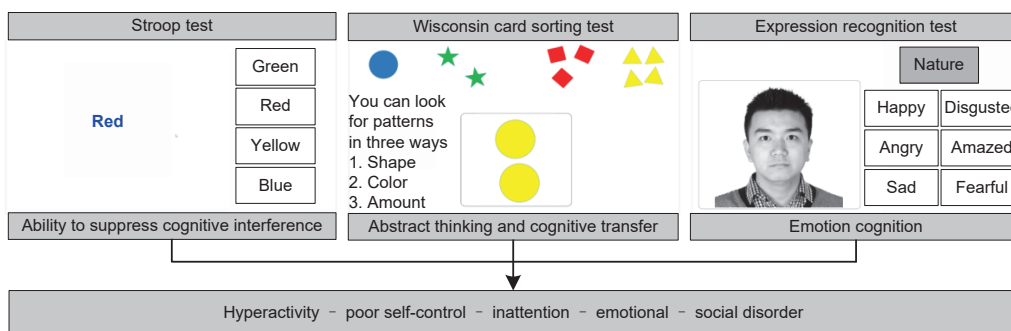 Stroop test
Red
Green
Red
Yellow
Blue
Ability to suppress cognitive interference
Wisconsin card sorting test
You can look
for patterns
in three ways
1. Shape
2. Color
3. Amount
Abstract thinking and cognitive transfer
Expression recognition test
Nature
Happy
Disgusted
Angry
Amazed
Sad
Fearful
Emotion cognition
Hyperactivity - poor self-control - inattention - emotional - social disorder